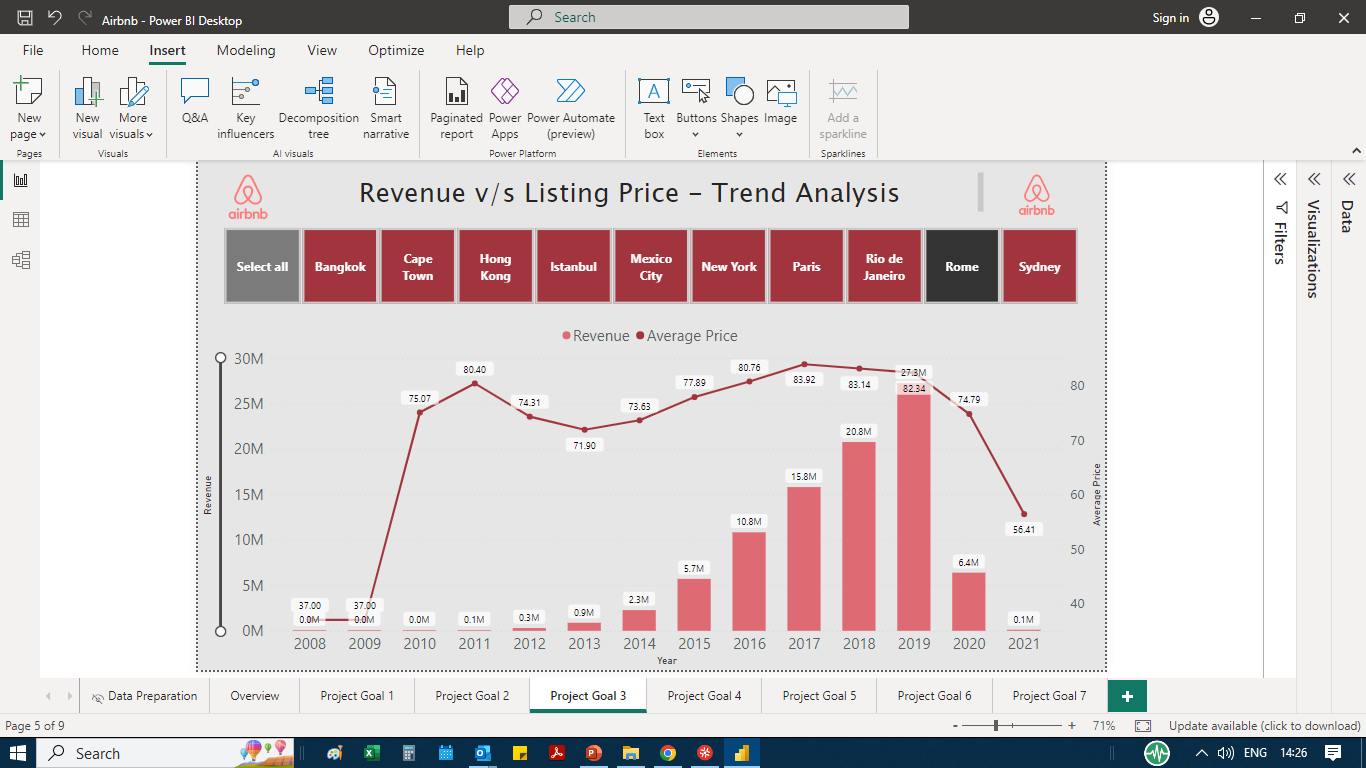 Airbnb - Power BI Desktop
Search
Sign in
File Home Insert Modeling View Optimize Help
New page
New visual
More visuals
Q&A
Key influencers
Decomposition tree
Smart narrative
Paginated report
Power Apps
Power Automate (preview)
Text box
Buttons
Shapes
Image
Add a sparkline
Pages Visuals AI visuals Power Platform Elements Sparklines
airbnb
Revenue v/s Listing Price – Trend Analysis
airbnb
Select all
Bangkok
Cape Town
Hong Kong
Istanbul
Mexico City
New York
Paris
Rio de Janeiro
Rome
Sydney
Revenue Average Price
30M
25M
20M
15M
10M
5M
0M
Revenue
37.00 37.00 75.07 80.40 74.31 71.90 73.63 77.89 80.76 83.92 83.14 82.34 74.79 56.41
0.0M 0.0M 0.0M 0.1M 0.3M 0.9M 2.3M 5.7M 10.8M 15.8M 20.8M 27.3M 6.4M 0.1M
80
70
60
50
40
Average Price
2008 2009 2010 2011 2012 2013 2014 2015 2016 2017 2018 2019 2020 2021
Year
Filters
Visualizations
Data
Data Preparation Overview Project Goal 1 Project Goal 2 Project Goal 3 Project Goal 4 Project Goal 5 Project Goal 6 Project Goal 7 +
Page 5 of 9
- + 71% Update available (click to download)
Search
ENG 14:26